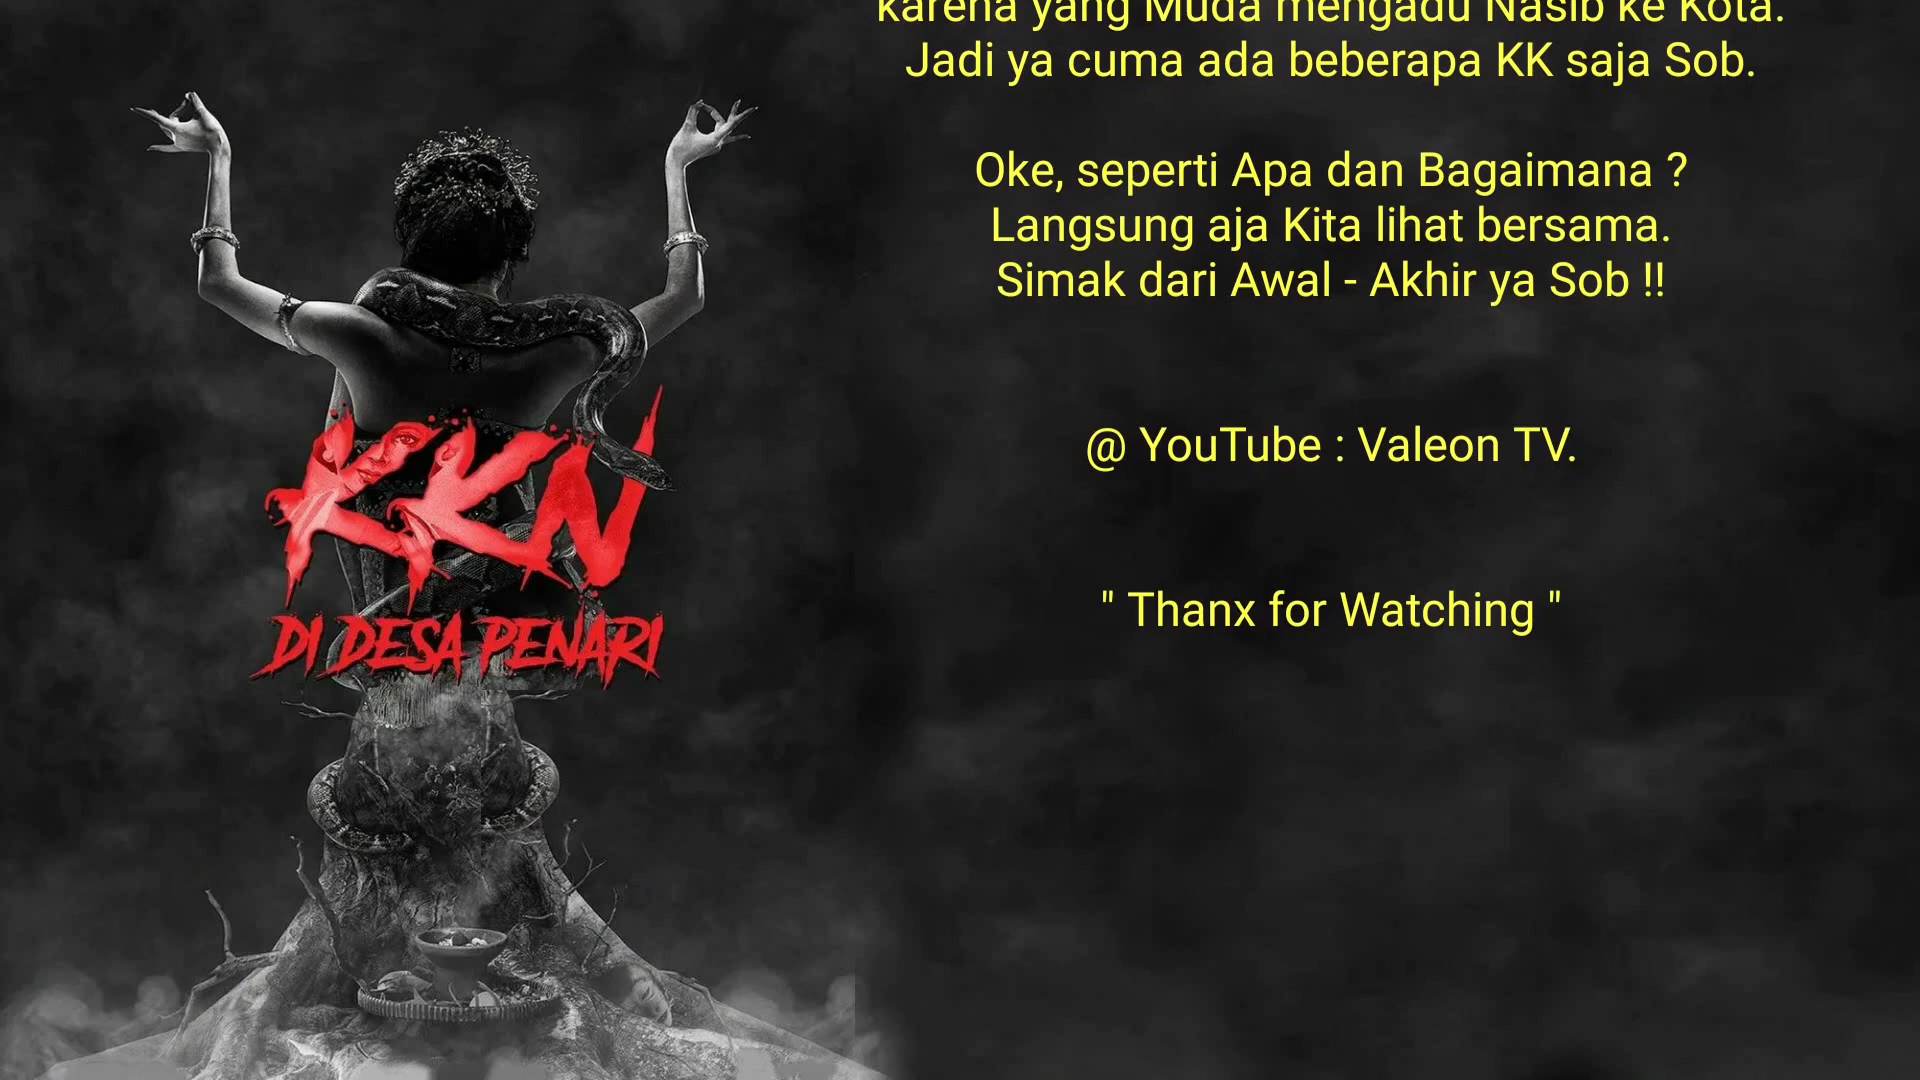 karena yang Muda mengadu Nasib ke Kota.
Jadi ya cuma ada beberapa KK saja Sob.
Oke, seperti Apa dan Bagaimana ?
Langsung aja Kita lihat bersama.
Simak dari Awal - Akhir ya Sob !!
@ YouTube : Valeon TV.
" Thanx for Watching "
KKN
DI DESA PENARI